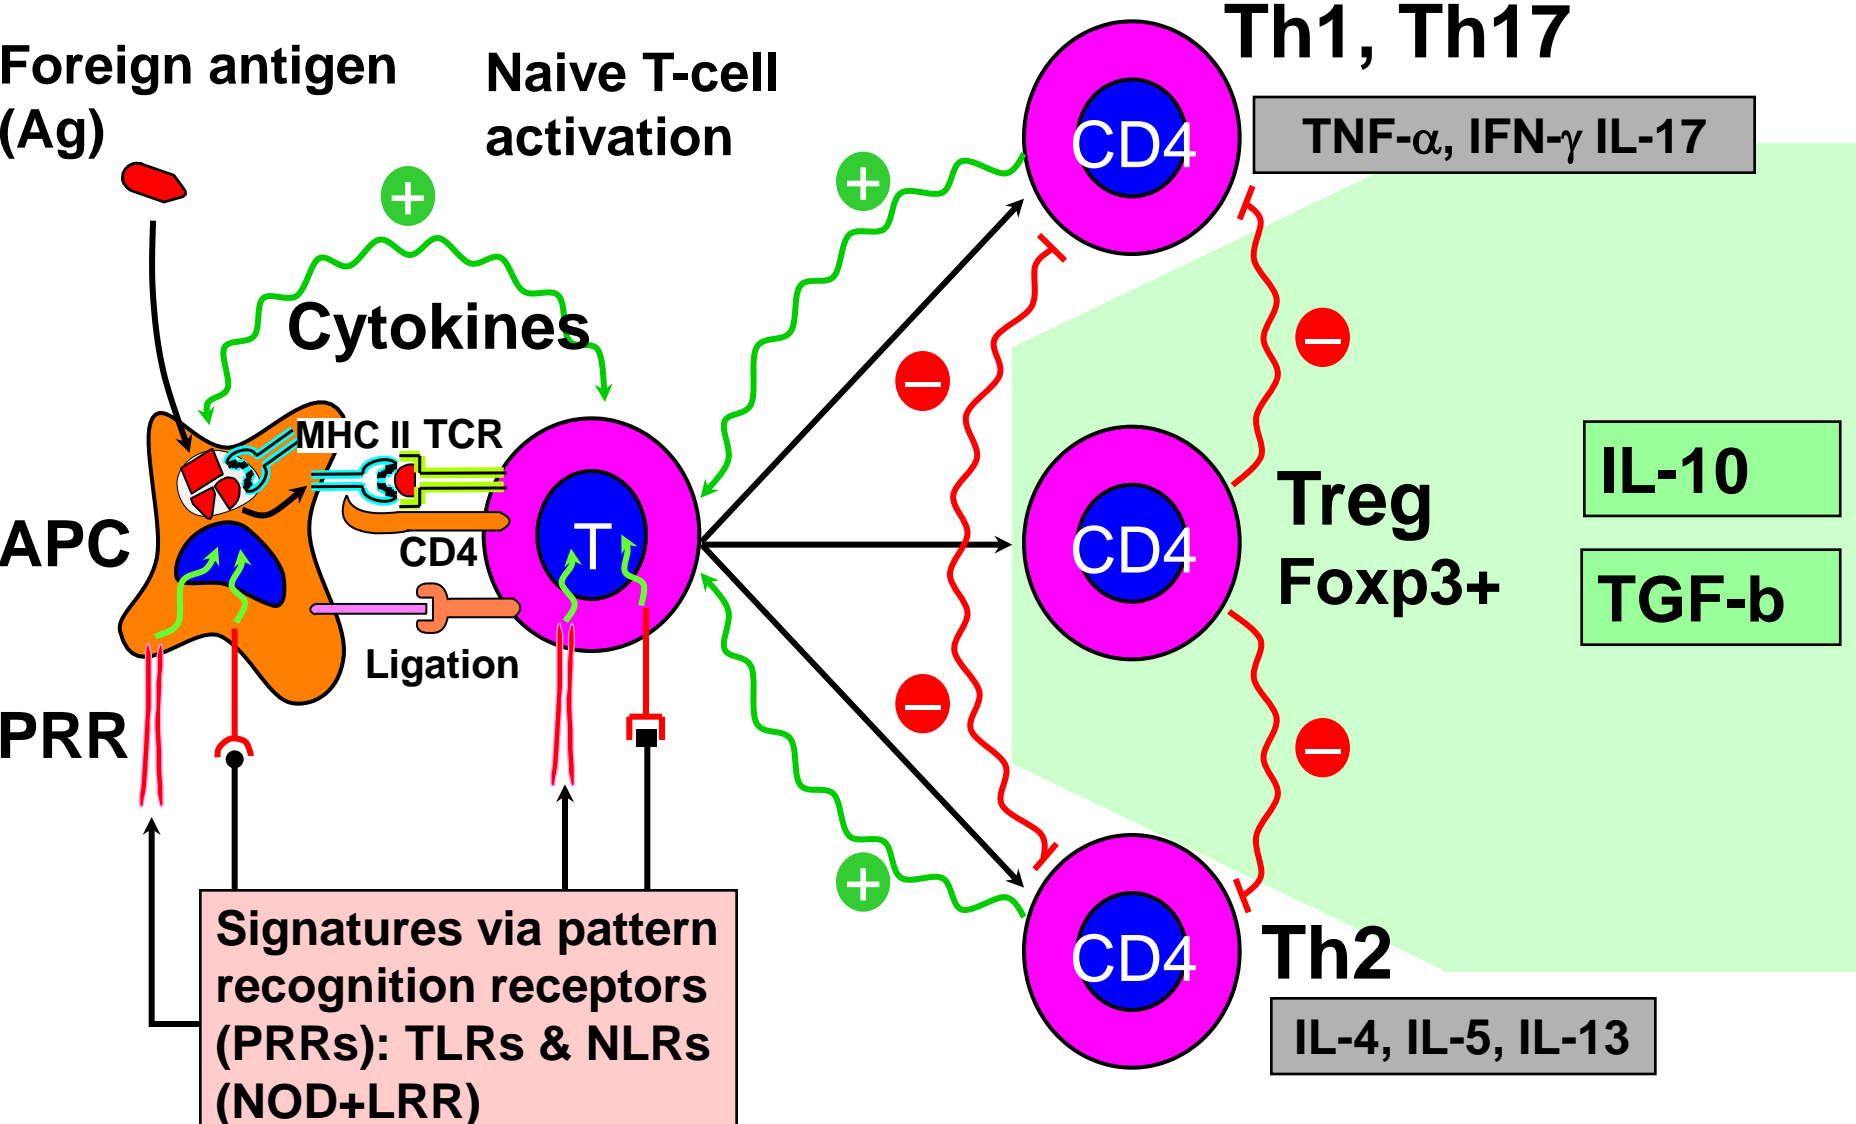 Foreign antigen
(Ag)
Naive T-cell
activation
Th1, Th17
TNF-α, IFN-γ IL-17
CD4
+
+
Cytokines
MHC II TCR
APC
T
CD4
Ligation
PRR
–
–
–
–
CD4
Treg
Foxp3+
IL-10
TGF-b
+
CD4
Th2
IL-4, IL-5, IL-13
Signatures via pattern
recognition receptors
(PRRs): TLRs & NLRs
(NOD+LRR)